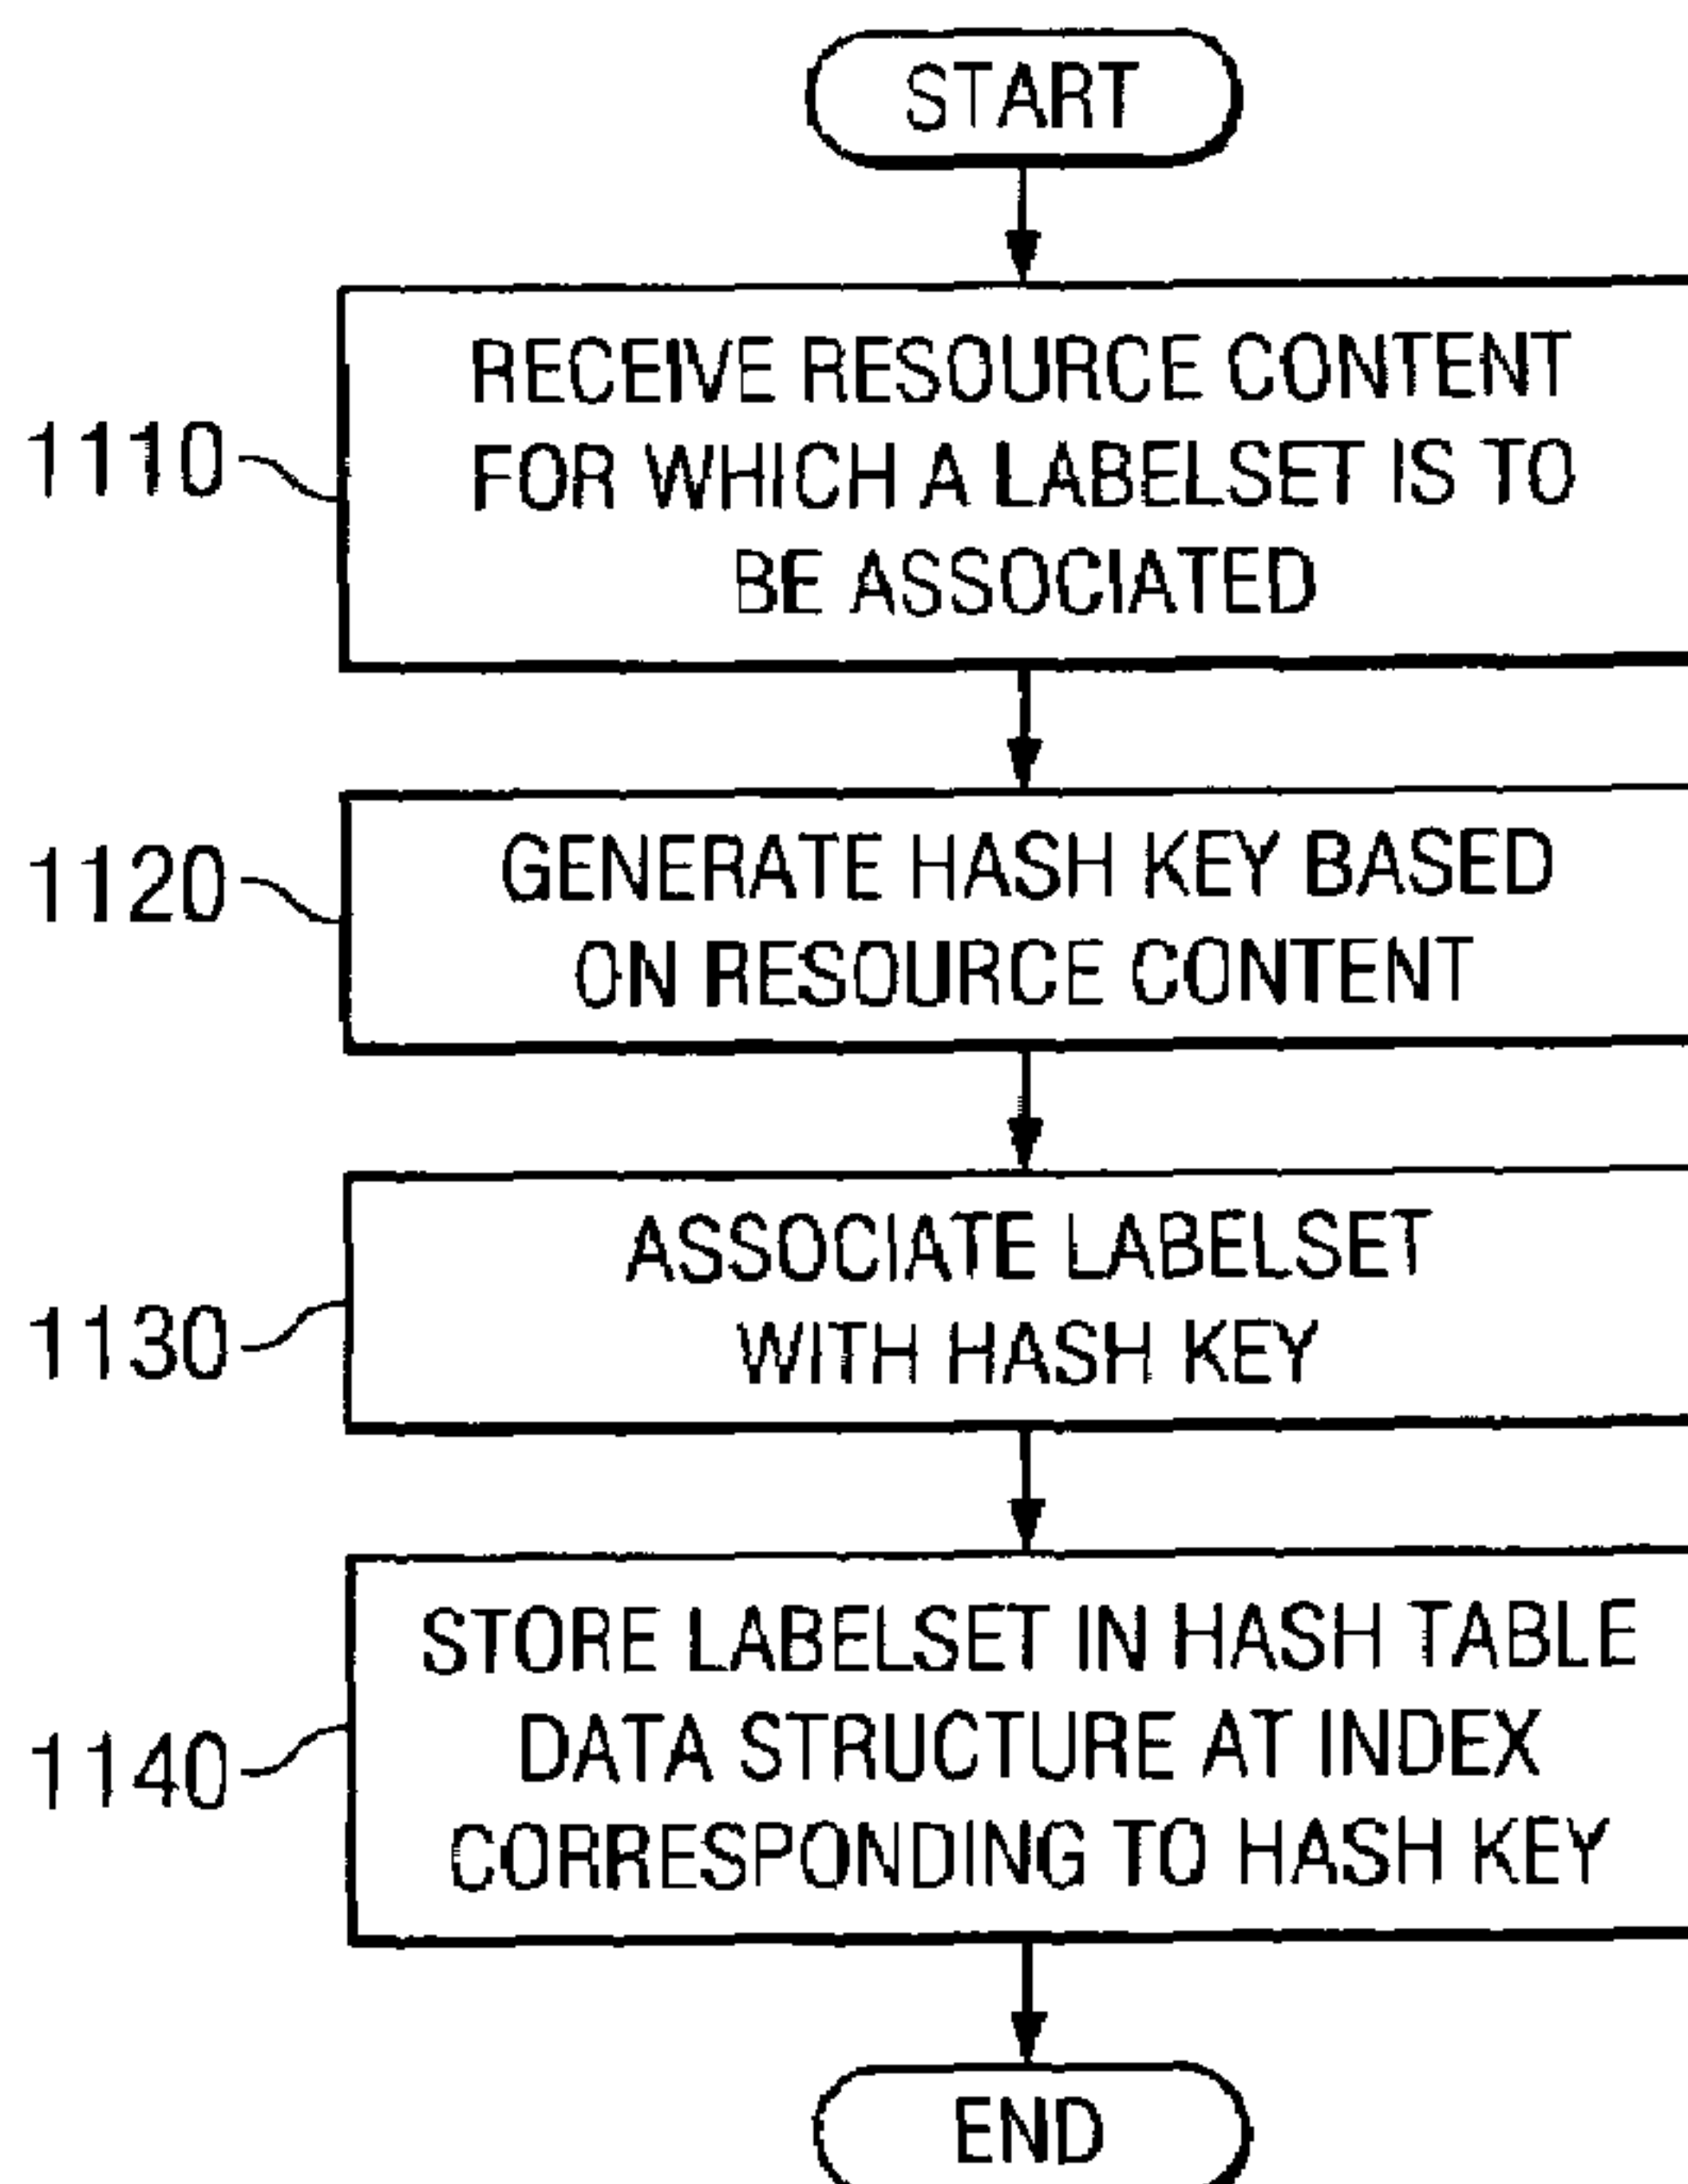 START
1110
RECEIVE RESOURCE CONTENT
FOR WHICH A LABELSET IS TO
BE ASSOCIATED
1120
GENERATE HASH KEY BASED
ON RESOURCE CONTENT
1130
ASSOCIATE LABELSET
WITH HASH KEY
1140
STORE LABELSET IN HASH TABLE
DATA STRUCTURE AT INDEX
CORRESPONDING TO HASH KEY
END